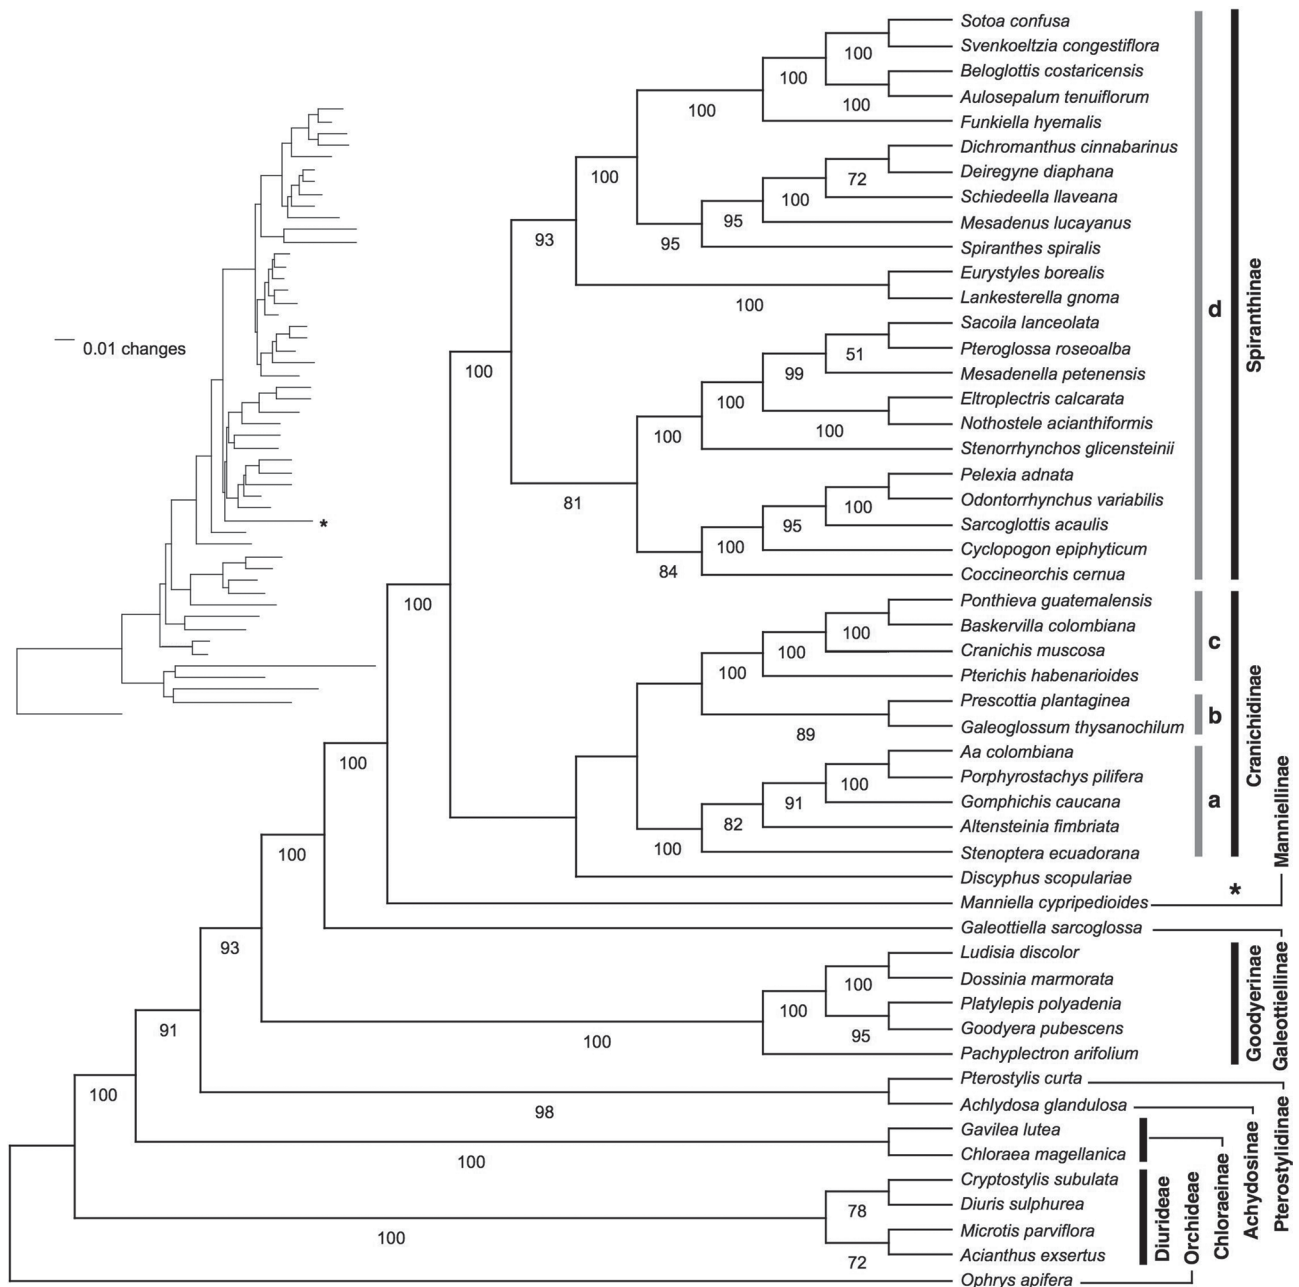 Sotoa confusa
Svenkoeltzia congestiflora
Beloglottis costaricensis
Aulosepalum tenuiflorum
Funkiella hyemalis
Dichromanthus cinnabarinus
Deiregyne diaphana
Schiedeella llaveana
Mesadenus lucayanus
Spiranthes spiralis
Eurystyles borealis
Lankesterella gnoma
Sacoila lanceolata
Pteroglossa roseoalba
Mesadenella petenensis
Eltroplectris calcarata
Nothostele acianthiformis
Stenorrhynchos glicensteinii
Pelexia adnata
Odontorrhynchus variabilis
Sarcoglottis acaulis
Cyclopogon epiphyticum
Coccineorchis cernua
Ponthieva guatemalensis
Baskervilla colombiana
Cranichis muscosa
Pterichis habenarioides
Prescottia plantaginea
Galeoglossum thysanochilum
Aa colombiana
Porphyrostachys pilifera
Gomphichis caucana
Altensteinia fimbriata
Stenoptera ecuadorana
Discyphus scopulariae
Manniella cypripedioides
Galeottiella sarcoglossa
Ludisia discolor
Dossinia marmorata
Platylepis polyadenia
Goodyera pubescens
Pachyplectron arifolium
Pterostylis curta
Achlydosa glandulosa
Gavilea lutea
Chloraea magellanica
Cryptostylis subulata
Diuris sulphurea
Microtis parviflora
Acianthus exsertus
Ophrys apifera
100
100
100
100
100
72
100
95
95
93
100
100
51
99
100
100
100
81
100
95
100
84
100
100
100
100
100
89
100
91
82
100
100
100
93
100
100
95
100
91
98
100
100
78
72
100
0.01 changes
*
d
c
b
a
*
Spiranthinae
Cranichidinae
Manniellinae
Goodyerinae
Galeottiellinae
Pterostylidinae
Achydosinae
Chloraeinae
Orchideae
Diurideae